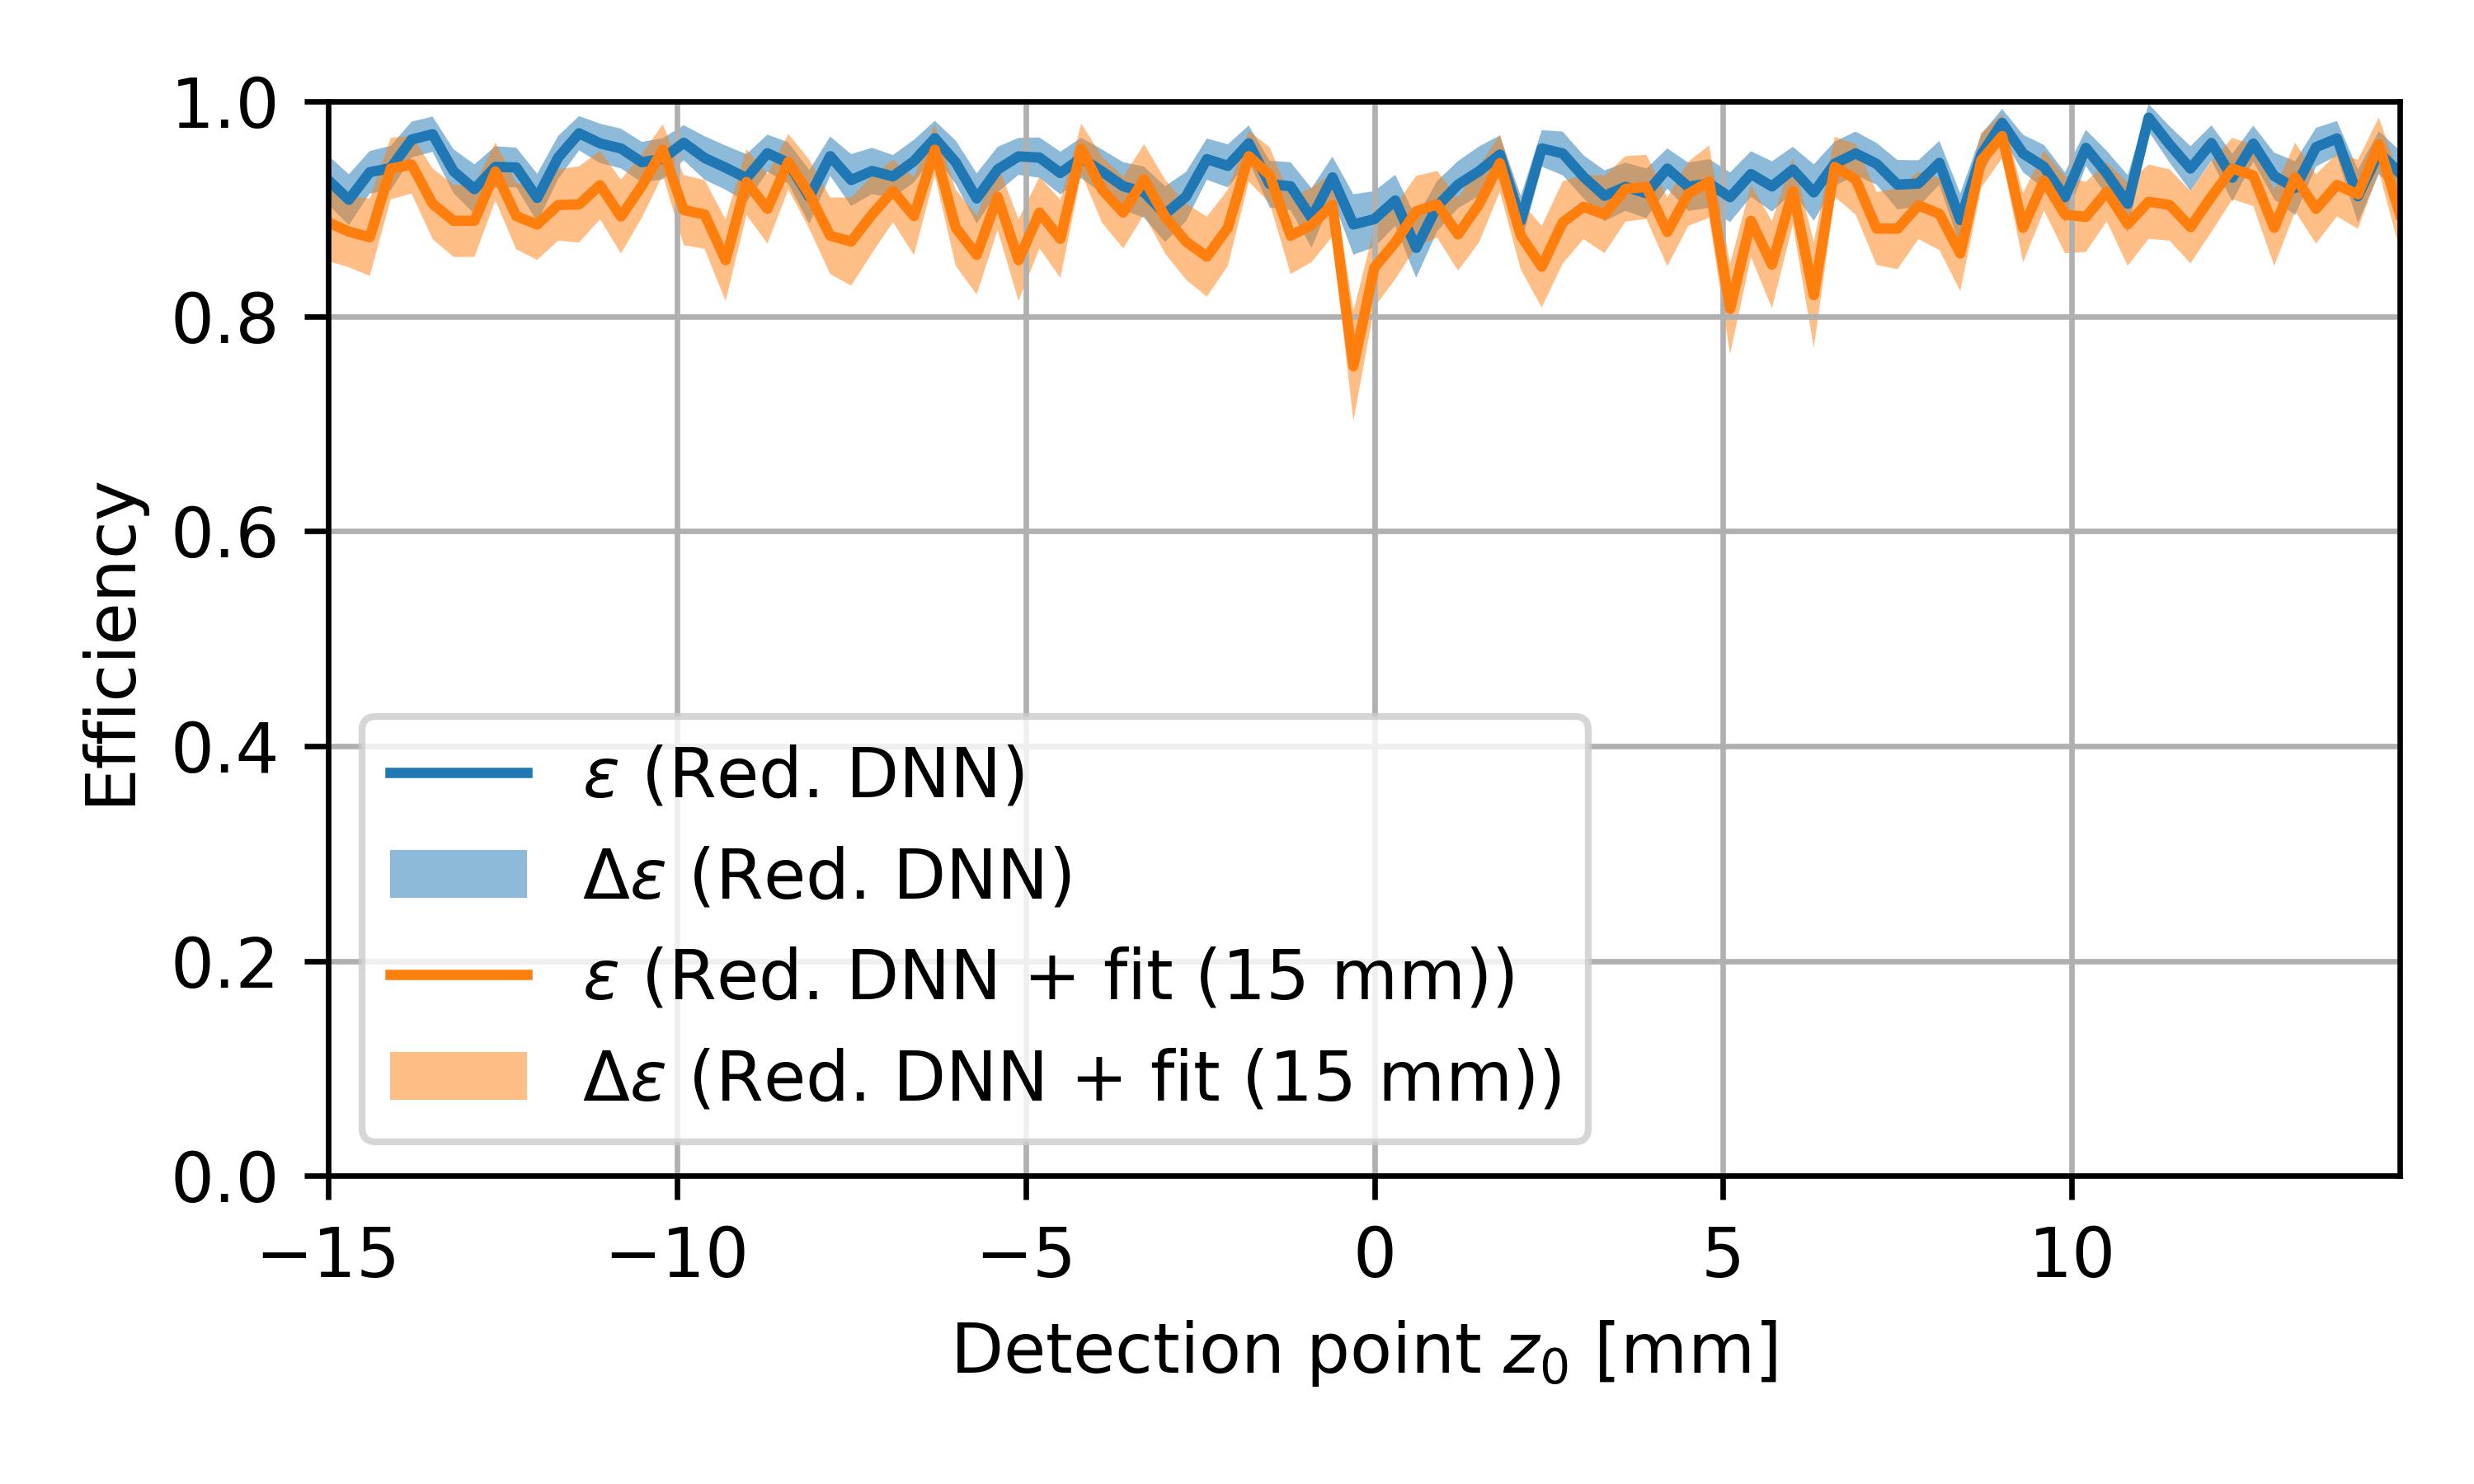 1.0
0.8
0.6
0.4
0.2
0.0
Efficiency
ε (Red. DNN)
Δε (Red. DNN)
ε (Red. DNN + fit (15 mm))
Δε (Red. DNN + fit (15 mm))
−15 −10 −5 0 5 10
Detection point z₀ [mm]